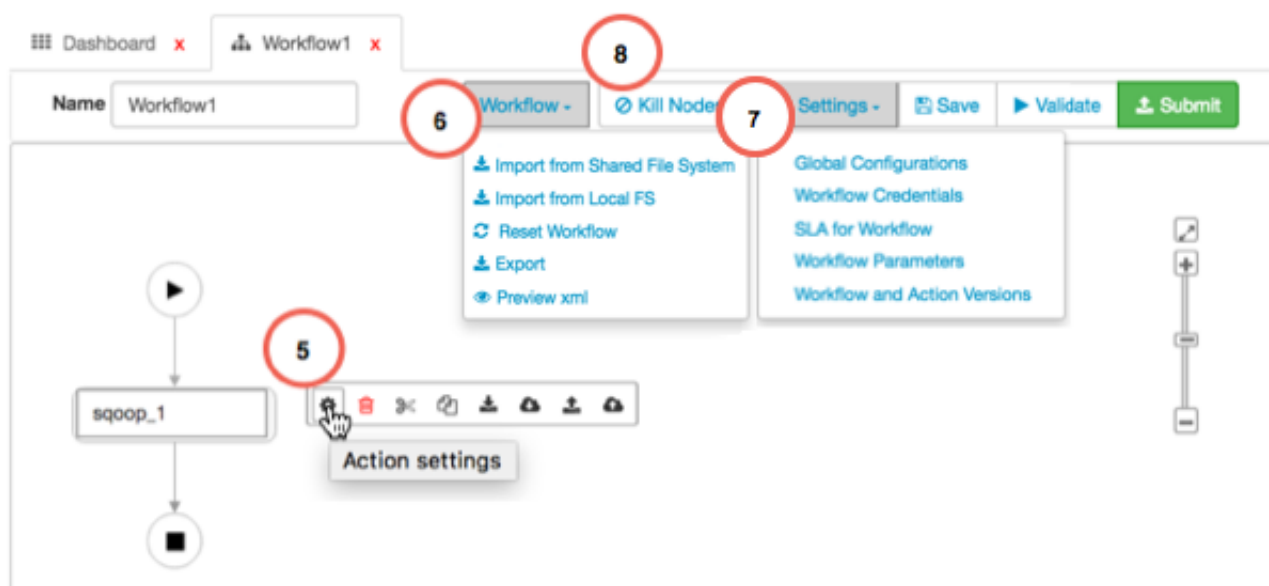 Dashboard x Workflow1 x
8
Name Workflow1 6 Workflow - Kill Nodes 7 Settings - Save Validate Submit
Import from Shared File System
Import from Local FS
Reset Workflow
Export
Preview xml
Global Configurations
Workflow Credentials
SLA for Workflow
Workflow Parameters
Workflow and Action Versions
5
sqoop_1
Action settings